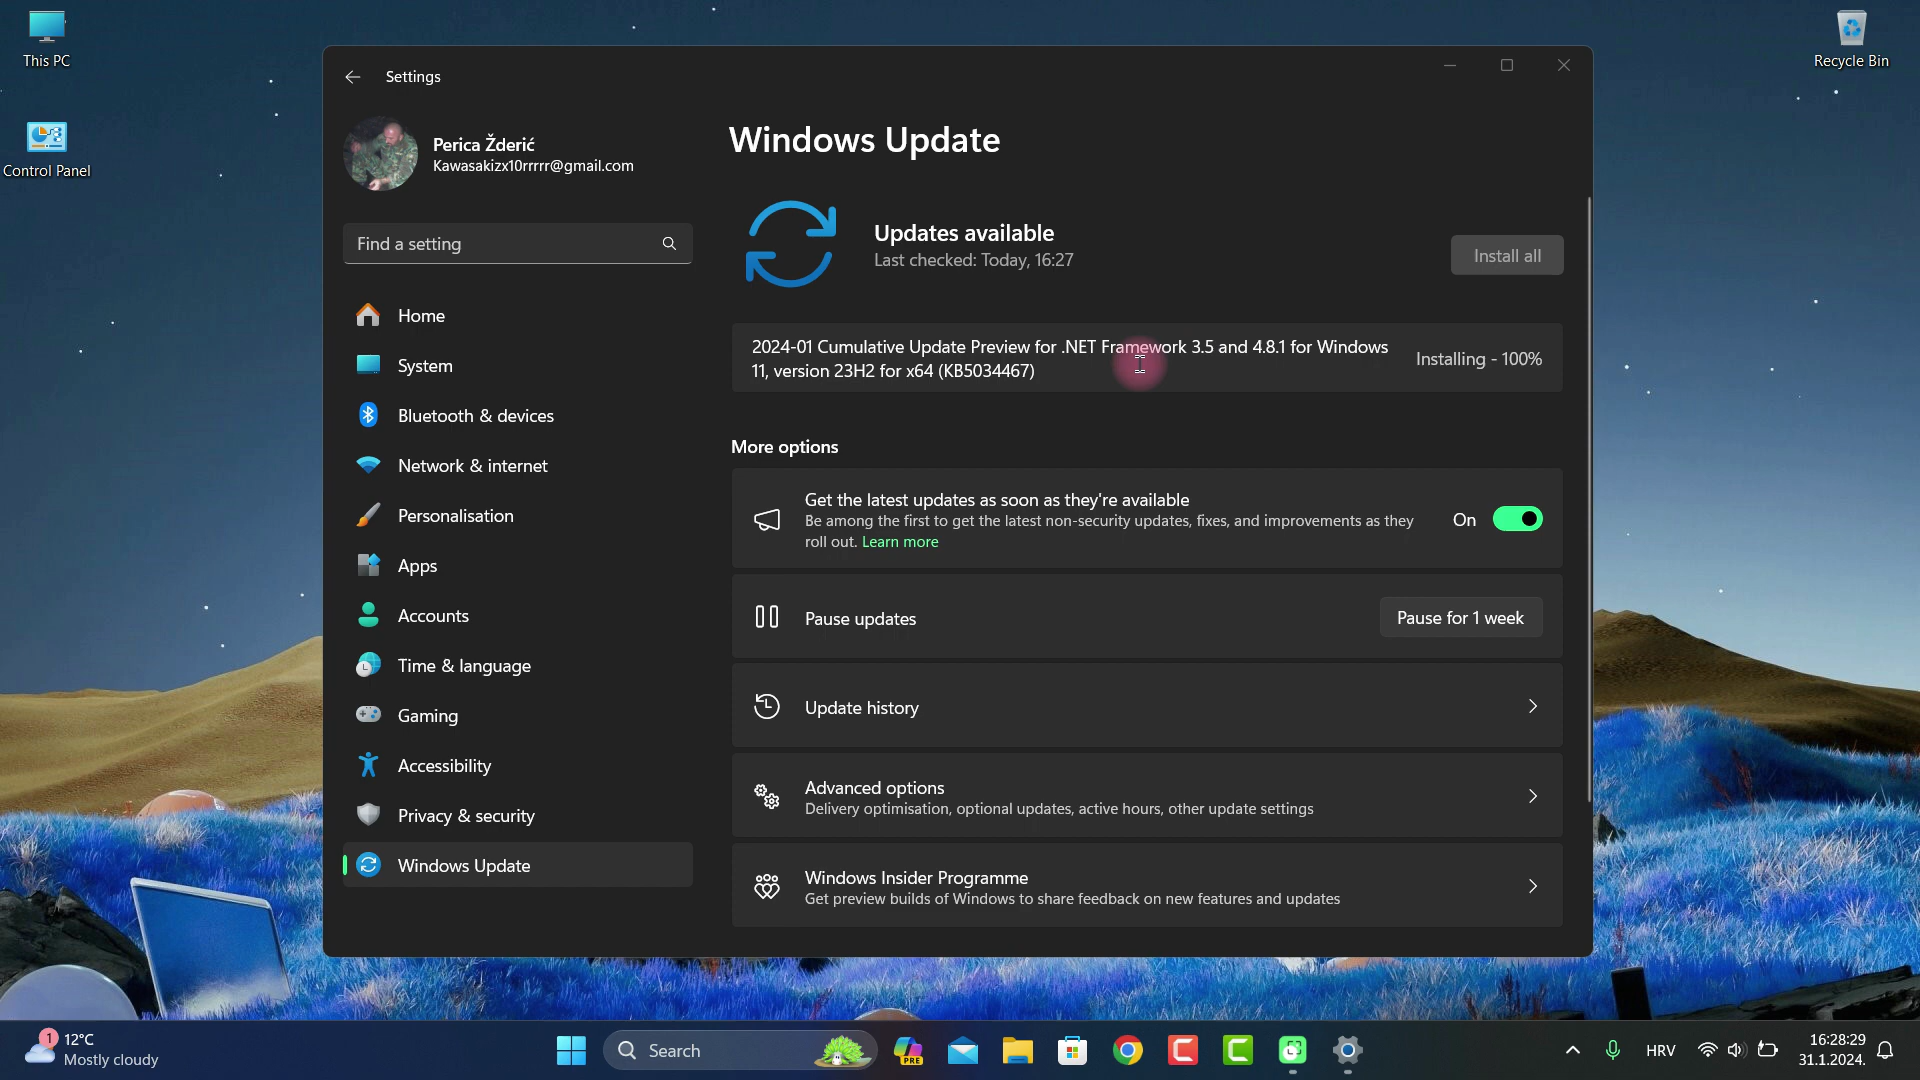 This PC
Recycle Bin
Control Panel
Settings
Perica Žderić
Kawasakizx10rrrrr@gmail.com
Find a setting
Home
System
Bluetooth & devices
Network & internet
Personalisation
Apps
Accounts
Time & language
Gaming
Accessibility
Privacy & security
Windows Update
Windows Update
Updates available
Last checked: Today, 16:27
Install all
2024-01 Cumulative Update Preview for .NET Framework 3.5 and 4.8.1 for Windows
11, version 23H2 for x64 (KB5034467)
Installing - 100%
More options
Get the latest updates as soon as they're available
Be among the first to get the latest non-security updates, fixes, and improvements as they
roll out. Learn more
On
Pause updates
Pause for 1 week
Update history
Advanced options
Delivery optimisation, optional updates, active hours, other update settings
Windows Insider Programme
Get preview builds of Windows to share feedback on new features and updates
1
12°C
Mostly cloudy
Search
PRE
HRV
16:28:29
31.1.2024.